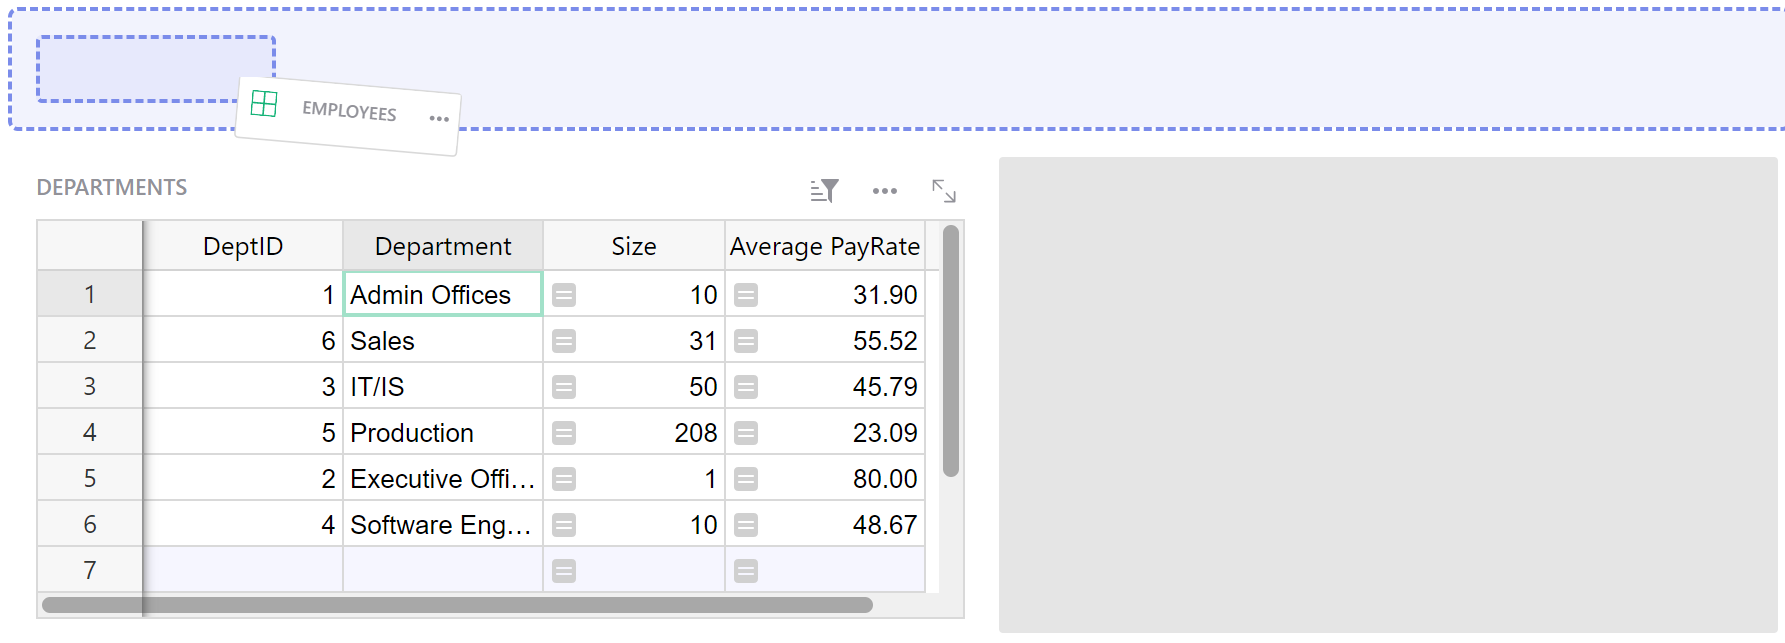 EMPLOYEES
DEPARTMENTS
DeptID Department Size Average PayRate
1 1 Admin Offices 10 31.90
2 6 Sales 31 55.52
3 3 IT/IS 50 45.79
4 5 Production 208 23.09
5 2 Executive Offi... 1 80.00
6 4 Software Eng... 10 48.67
7